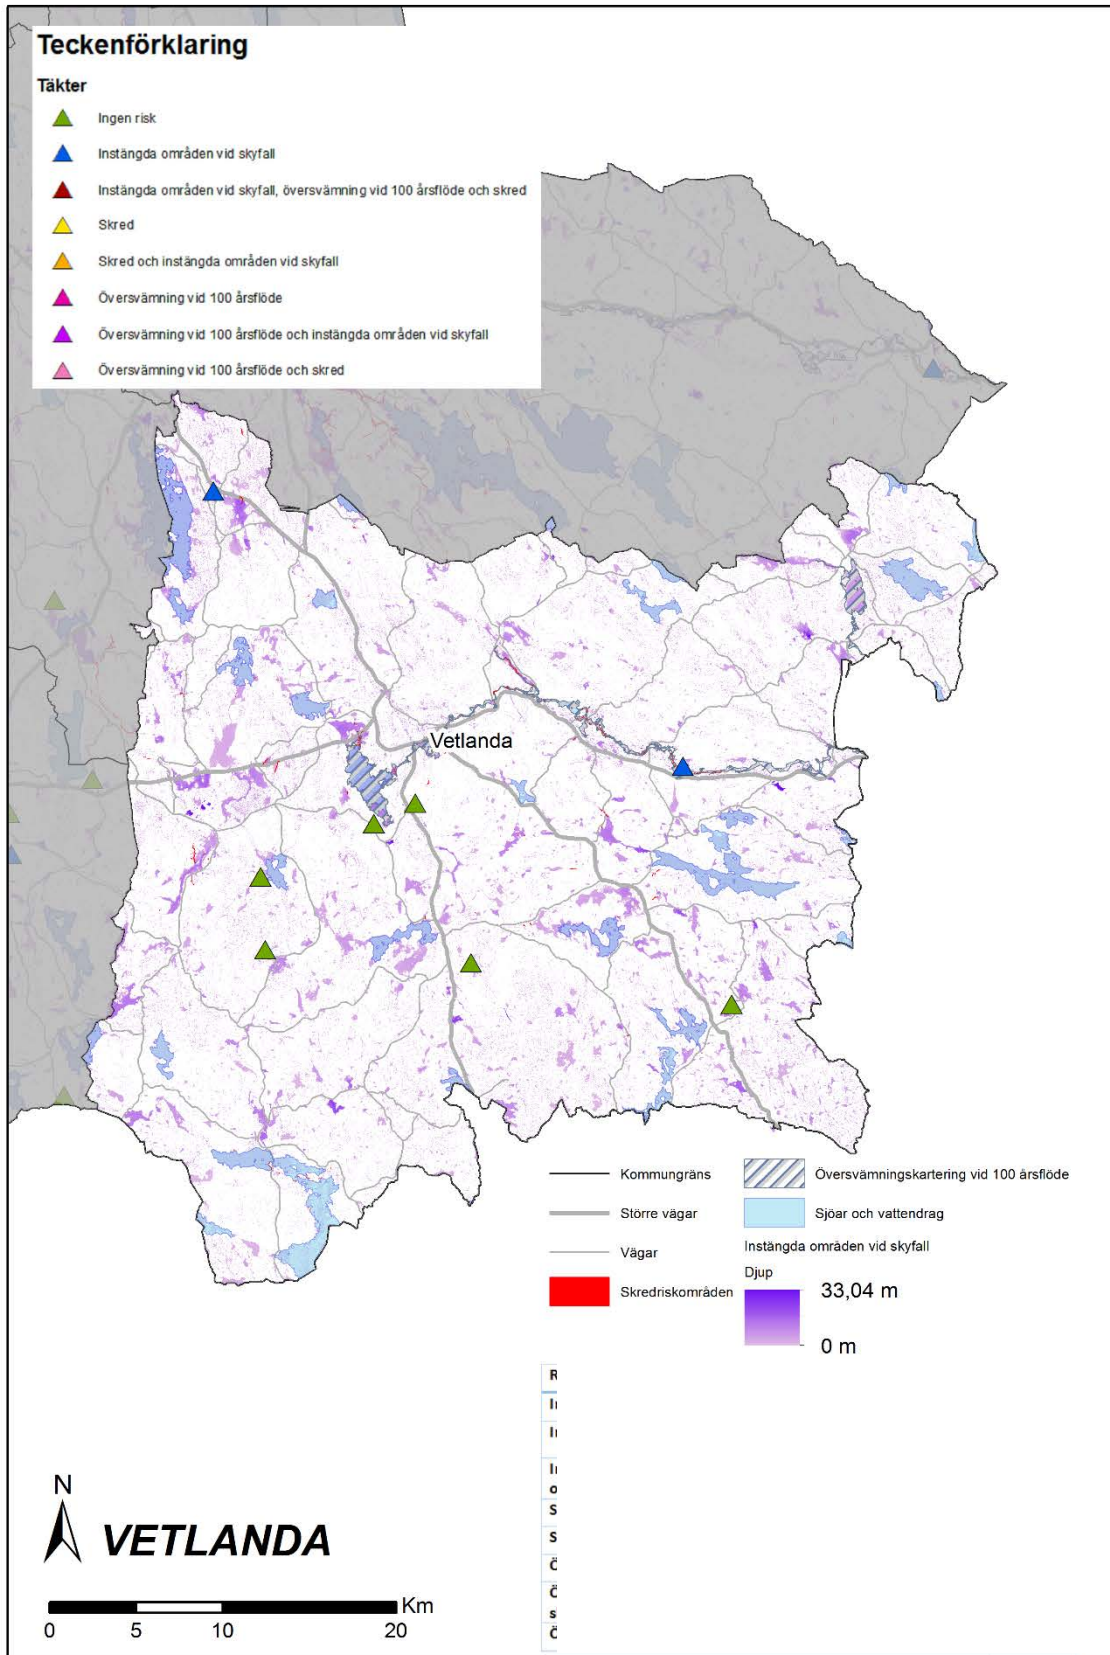 Teckenförklaring
Täkter
Ingen risk
Instängda områden vid skyfall
Instängda områden vid skyfall, översvämning vid 100 årsflöde och skred
Skred
Skred och instängda områden vid skyfall
Översvämning vid 100 årsflöde
Översvämning vid 100 årsflöde och instängda områden vid skyfall
Översvämning vid 100 årsflöde och skred
Vetlanda
Kommungräns
Större vägar
Vägar
Skredriskområden
Översvämningskartering vid 100 årsflöde
Sjöar och vattendrag
Instängda områden vid skyfall
Djup
33,04 m
0 m
N
VETLANDA
Km
0 5 10 20